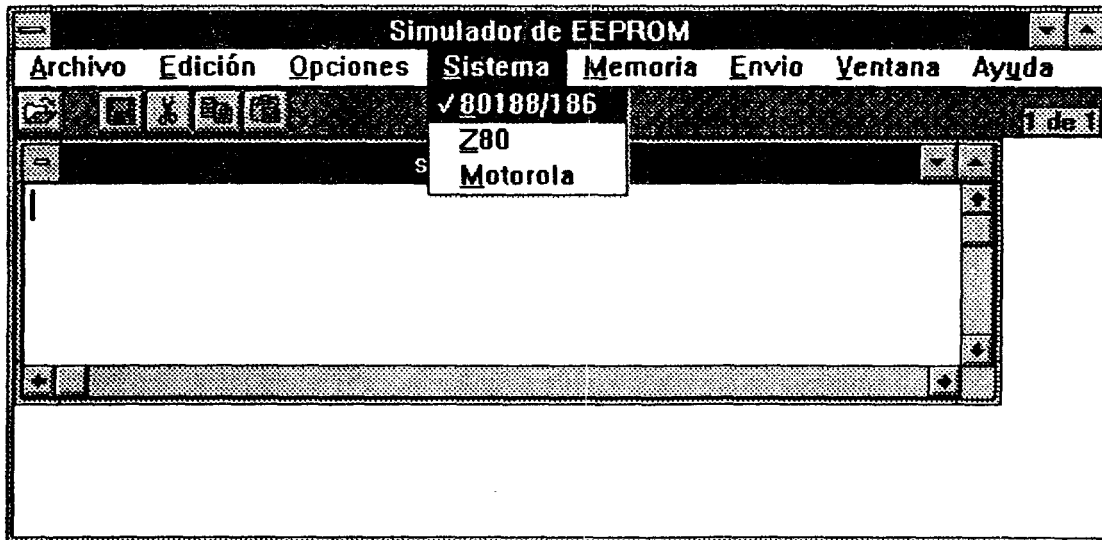 Simulador de EEPROM
Archivo Edición Opciones Sistema Memoria Envio Ventana Ayuda
✓ 80188/186
1 de 1
Z80
Motorola